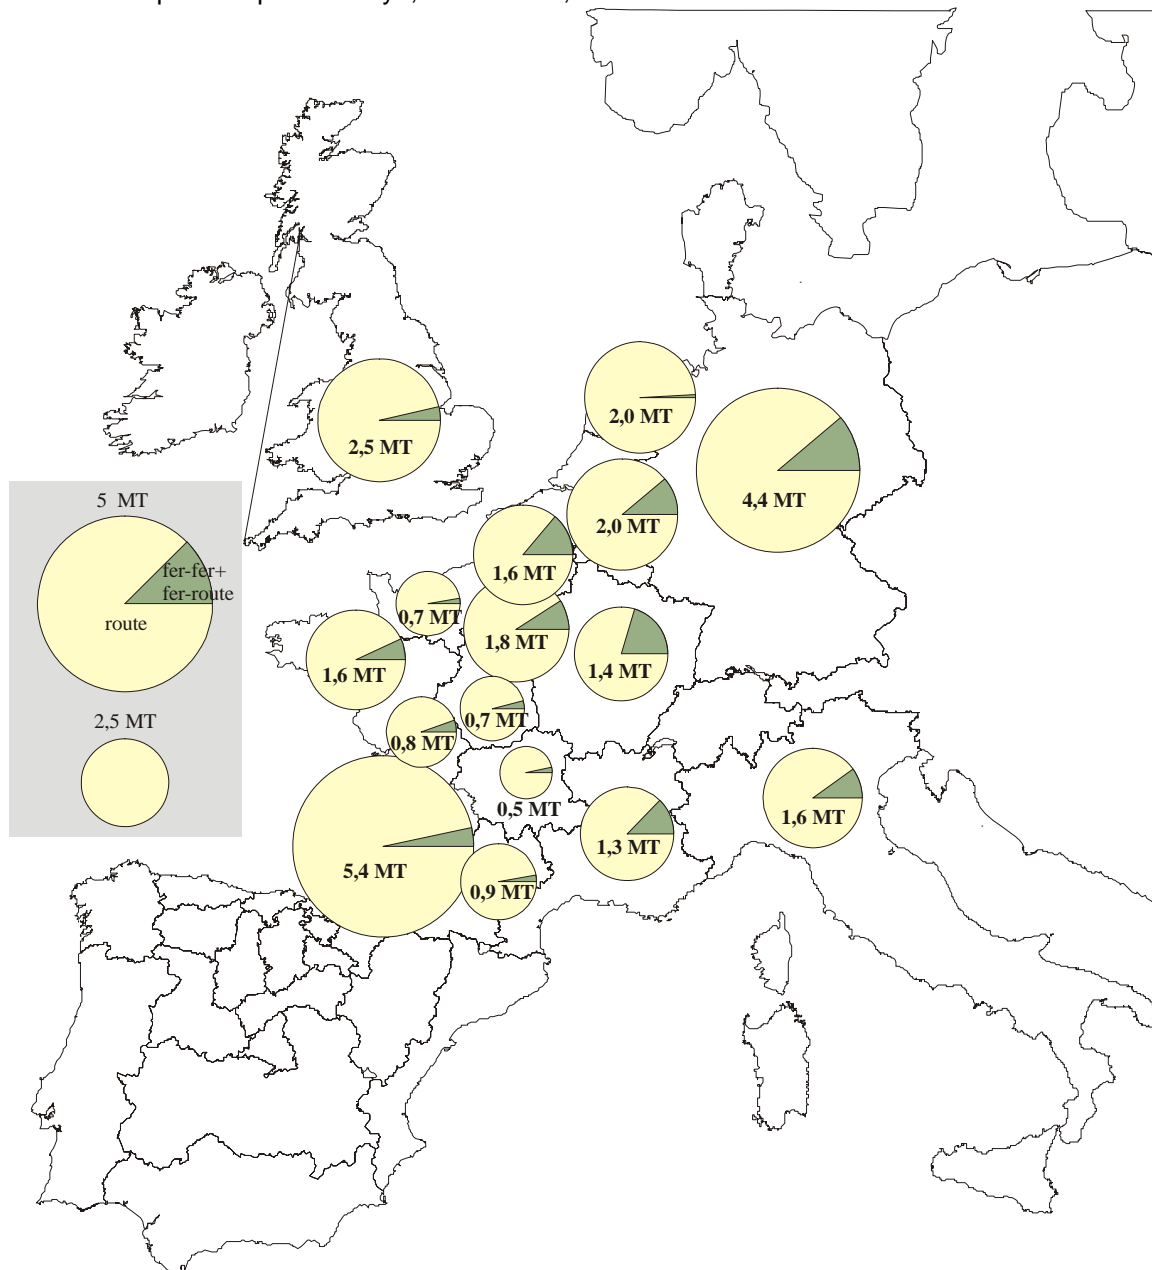 2,5 MT
2,0 MT
4,4 MT
2,0 MT
5 MT
fer-fer+
fer-route
route
1,6 MT
0,7 MT
1,8 MT
1,4 MT
1,6 MT
0,7 MT
2,5 MT
0,8 MT
0,5 MT
1,6 MT
1,3 MT
5,4 MT
0,9 MT